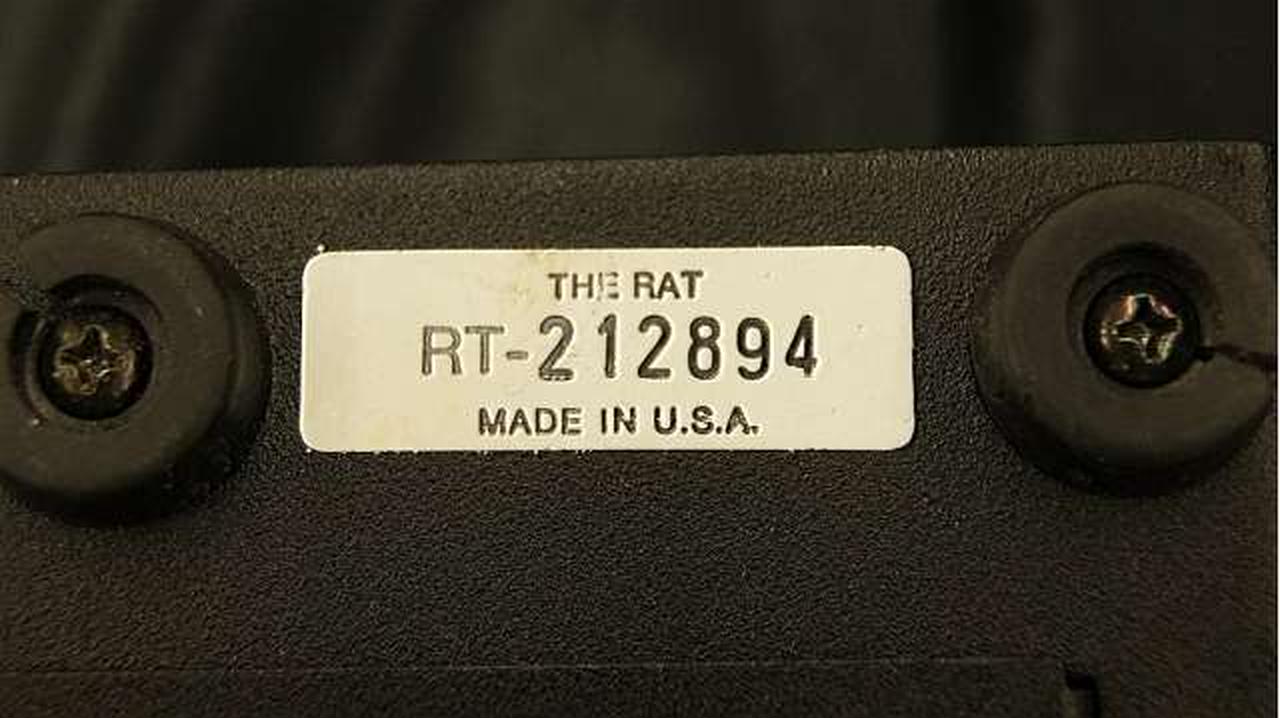 THE RAT
RT-212894
MADE IN U.S.A.